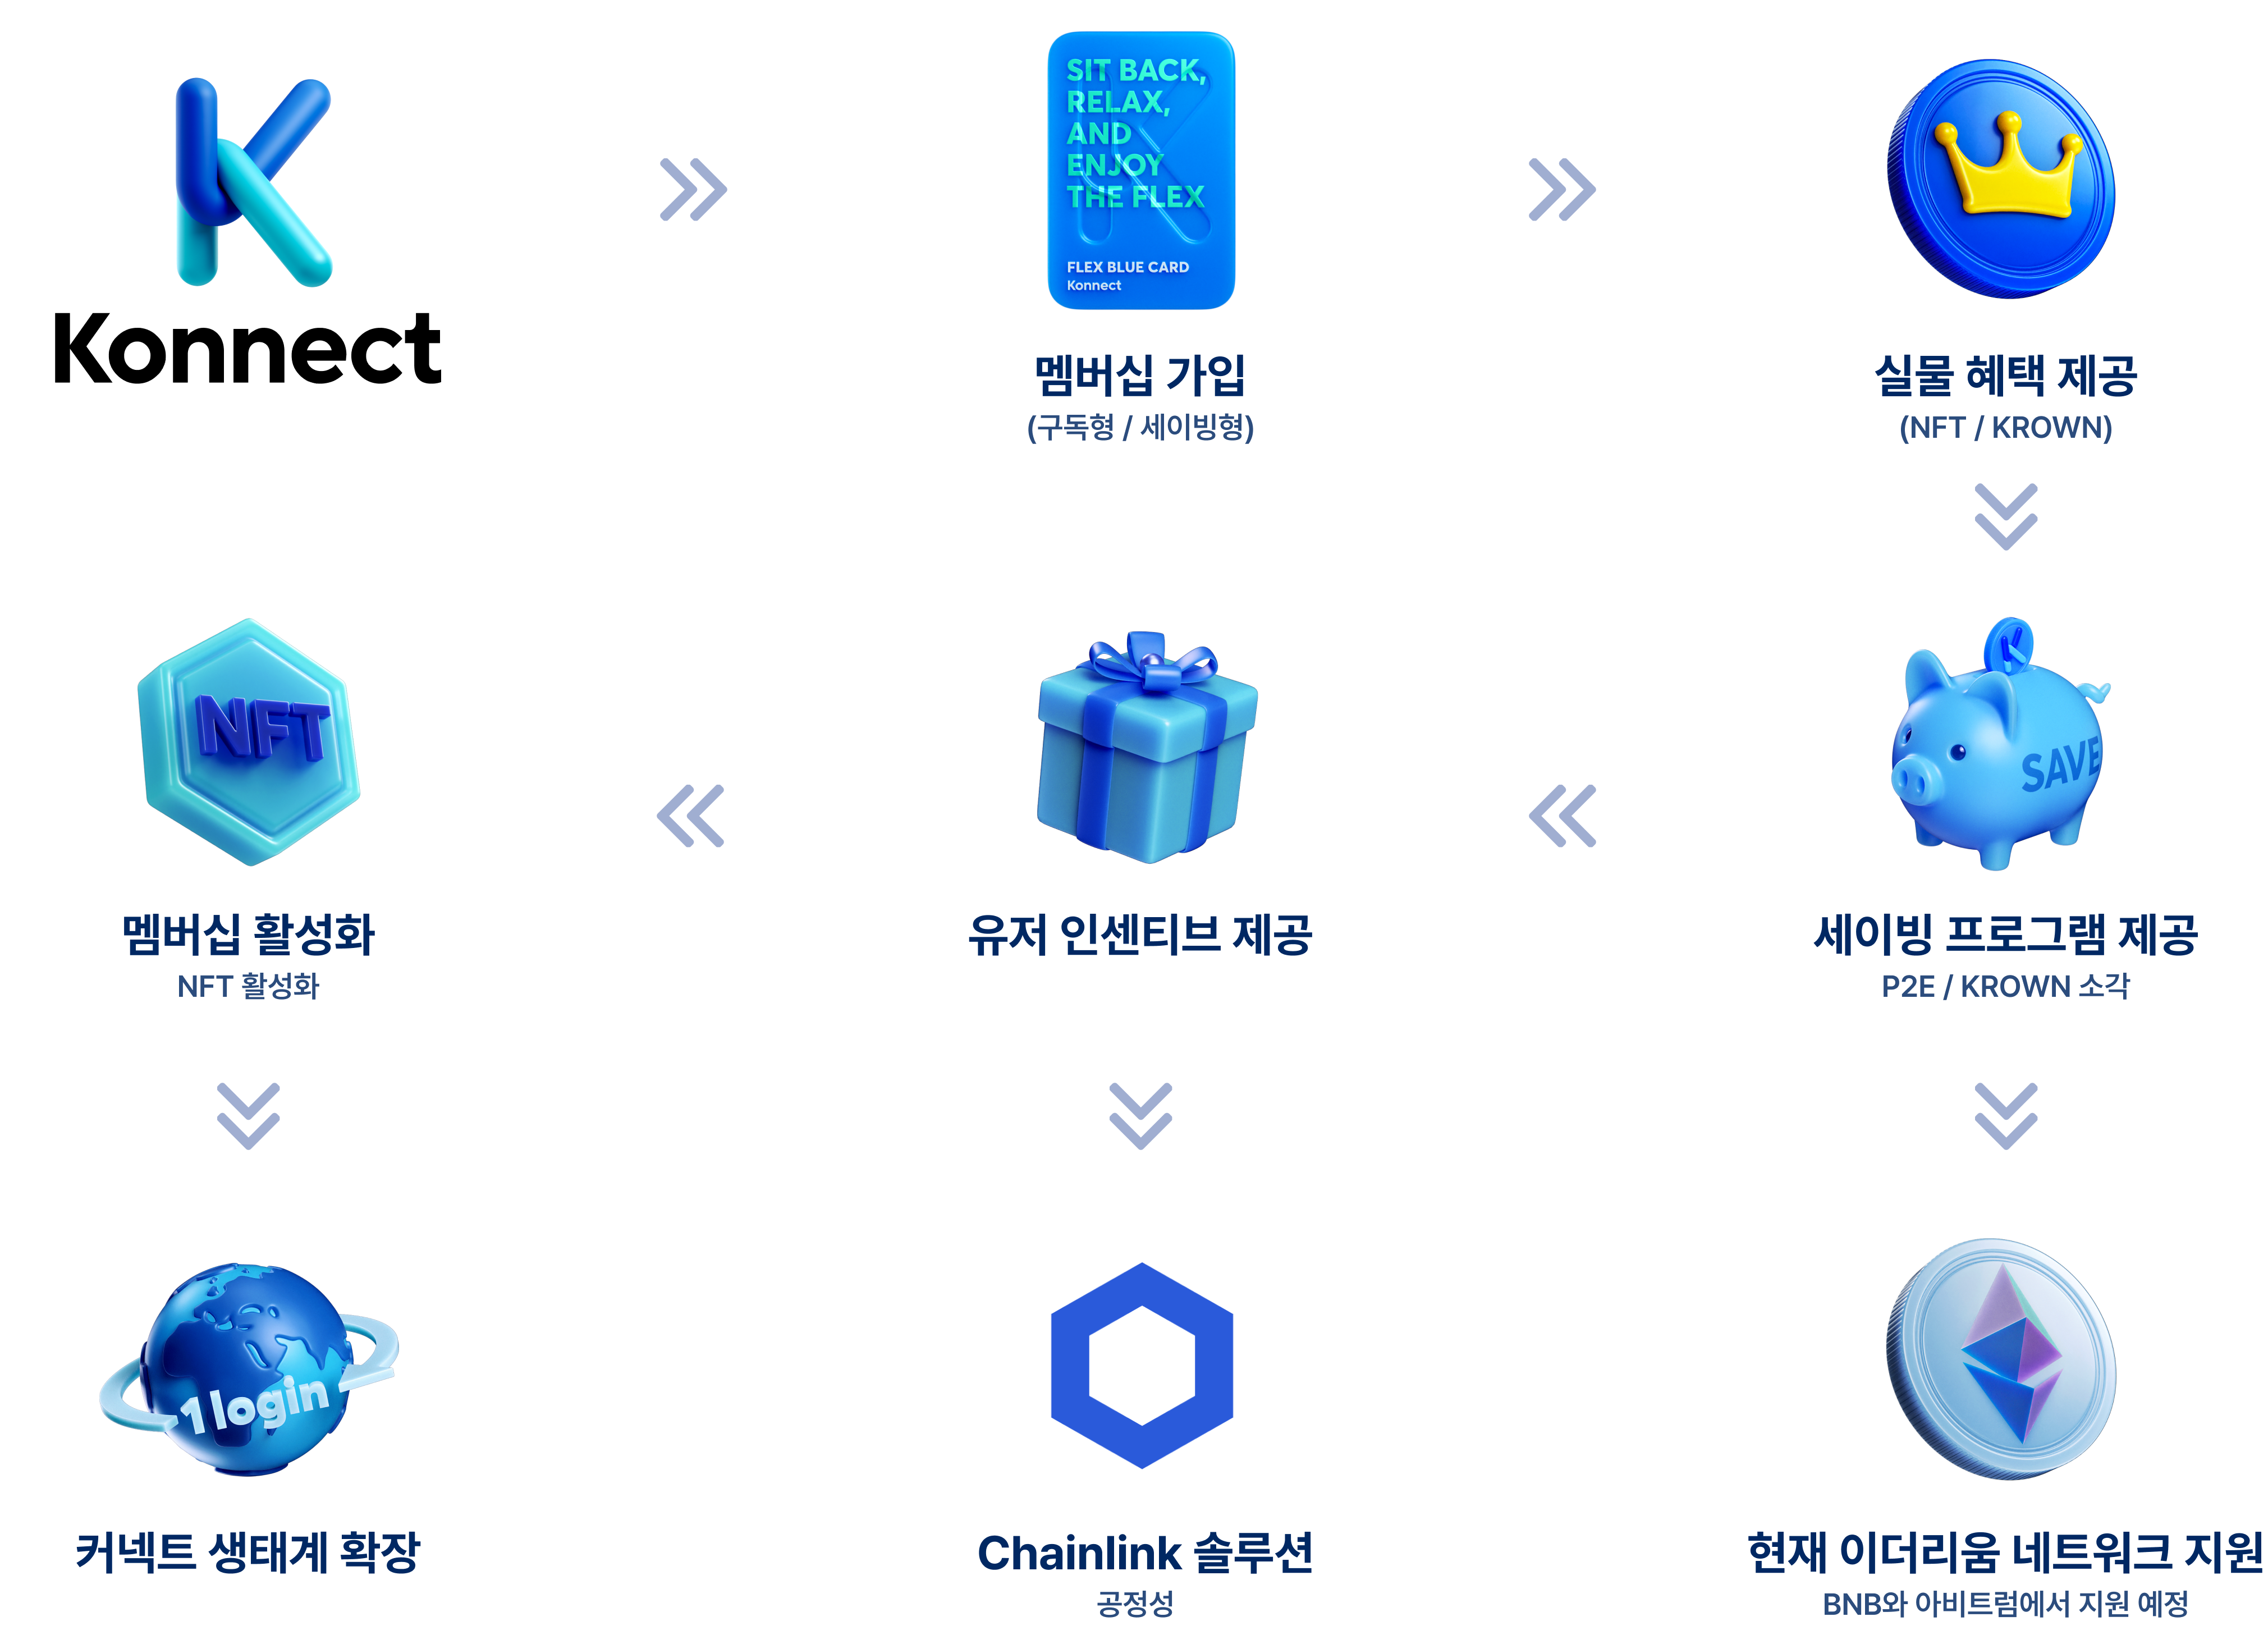 Konnect
SIT BACK,
RELAX,
AND
ENJOY
THE FLEX
FLEX BLUE CARD
Konnect
멤버십 가입
(구독형 / 세이빙형)
실물 혜택 제공
(NFT / KROWN)
NFT
멤버십 활성화
NFT 활성화
유저 인센티브 제공
SAVE
세이빙 프로그램 제공
P2E / KROWN 소각
1 login
커넥트 생태계 확장
Chainlink 솔루션
공정성
현재 이더리움 네트워크 지원
BNB와 아비트럼에서 지원 예정